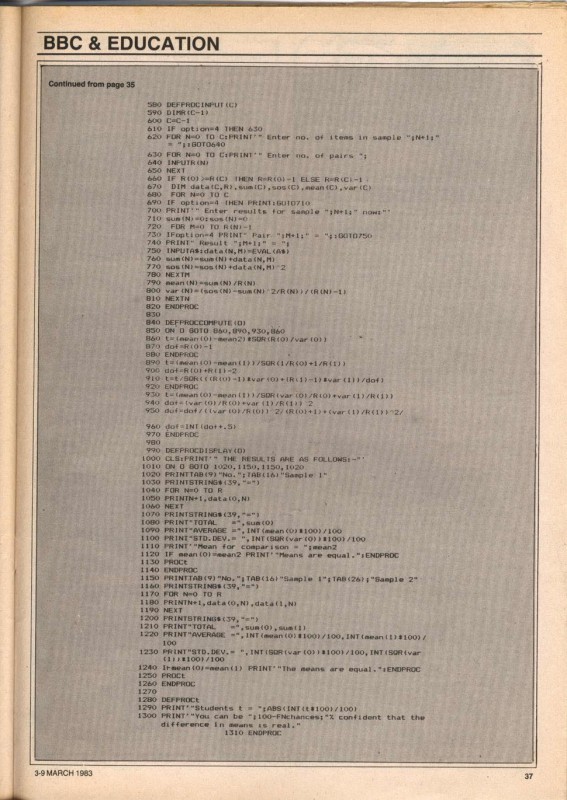 BBC & EDUCATION
Continued from page 35
580 DEFPROCINPUT(C)
590 DIMR(C-1)
600 C=C-1
610 IF option=4 THEN 630
620 FOR N=0 TO C:PRINT'" Enter no. of items in sample ";N+1;"
= ";:GOTO640
630 FOR N=0 TO C:PRINT'" Enter no. of pairs ";
640 INPUTR(N)
650 NEXT
660 IF R(0)>=R(C) THEN R=R(0)-1 ELSE R=R(C)-1
670 DIM data(C,R),sum(C),sos(C),mean(C),var(C)
680 FOR N=0 TO C
690 IF option=4 THEN PRINT:GOTO710
700 PRINT'" Enter results for sample ";N+1;" now:"'
710 sum(N)=0:sos(N)=0
720 FOR M=0 TO R(N)-1
730 IFoption=4 PRINT" Pair ";M+1;" = ";:GOTO750
740 PRINT" Result ";M+1;" = ";
750 INPUTA$:data(N,M)=EVAL(A$)
760 sum(N)=sum(N)+data(N,M)
770 sos(N)=sos(N)+data(N,M)^2
780 NEXTM
790 mean(N)=sum(N)/R(N)
800 var(N)=(sos(N)-sum(N)^2/R(N))/(R(N)-1)
810 NEXTN
820 ENDPROC
830
840 DEFPROCCOMPUTE(O)
850 ON O GOTO 860,890,930,860
860 t=(mean(0)-mean2)*SQR(R(0)/var(0))
870 dof=R(0)-1
880 ENDPROC
890 t=(mean(0)-mean(1))/SQR(1/R(0)+1/R(1))
900 dof=R(0)+R(1)-2
910 t=t/SQR(((R(0)-1)*var(0)+(R(1)-1)*var(1))/dof)
920 ENDPROC
930 t=(mean(0)-mean(1))/SQR(var(0)/R(0)+var(1)/R(1))
940 dof=(var(0)/R(0)+var(1)/R(1))^2
950 dof=dof/((var(0)/R(0))^2/(R(0)+1)+(var(1)/R(1))^2/
960 dof=INT(dof+.5)
970 ENDPROC
980
990 DEFPROCDISPLAY(O)
1000 CLS:PRINT'" THE RESULTS ARE AS FOLLOWS:-"'
1010 ON O GOTO 1020,1150,1150,1020
1020 PRINTTAB(9)"No.";TAB(16)"Sample 1"
1030 PRINTSTRING$(39,"=")
1040 FOR N=0 TO R
1050 PRINTN+1,data(0,N)
1060 NEXT
1070 PRINTSTRING$(39,"=")
1080 PRINT"TOTAL =",sum(0)
1090 PRINT"AVERAGE =",INT(mean(0)*100)/100
1100 PRINT"STD.DEV.= ",INT(SQR(var(0))*100)/100
1110 PRINT'"Mean for comparison = ";mean2
1120 IF mean(0)=mean2 PRINT'"Means are equal.":ENDPROC
1130 PROCt
1140 ENDPROC
1150 PRINTTAB(9)"No.";TAB(16)"Sample 1";TAB(26);"Sample 2"
1160 PRINTSTRING$(39,"=")
1170 FOR N=0 TO R
1180 PRINTN+1,data(0,N),data(1,N)
1190 NEXT
1200 PRINTSTRING$(39,"=")
1210 PRINT"TOTAL =",sum(0),sum(1)
1220 PRINT"AVERAGE =",INT(mean(0)*100)/100,INT(mean(1)*100)/
100
1230 PRINT"STD.DEV. =",INT(SQR(var(0))*100)/100,INT(SQR(var
(1))*100)/100
1240 IFmean(0)=mean(1) PRINT'"The means are equal.":ENDPROC
1250 PROCt
1260 ENDPROC
1270
1280 DEFPROCt
1290 PRINT'"Students t = ";ABS(INT(t*100)/100)
1300 PRINT'"You can be ";100-FNchances;"% confident that the
difference in means is real."
1310 ENDPROC
3-9 MARCH 1983
37